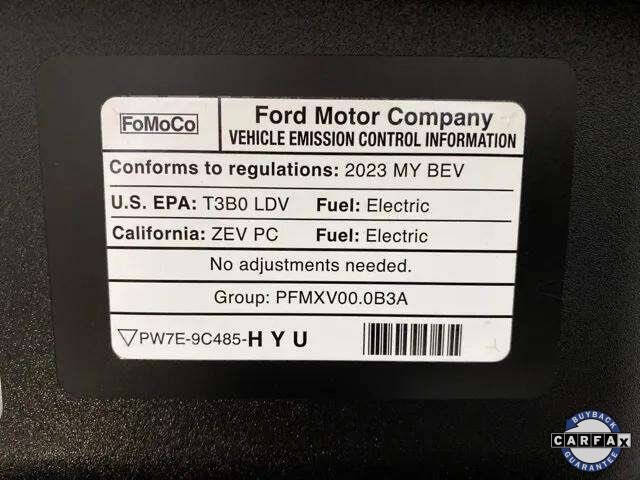 FoMoCo
Ford Motor Company
VEHICLE EMISSION CONTROL INFORMATION
Conforms to regulations: 2023 MY BEV
U.S. EPA: T3B0 LDV Fuel: Electric
California: ZEV PC Fuel: Electric
No adjustments needed.
Group: PFMXV00.0B3A
PW7E-9C485-HYU
BUYBACK
CARFAX
GUARANTEE